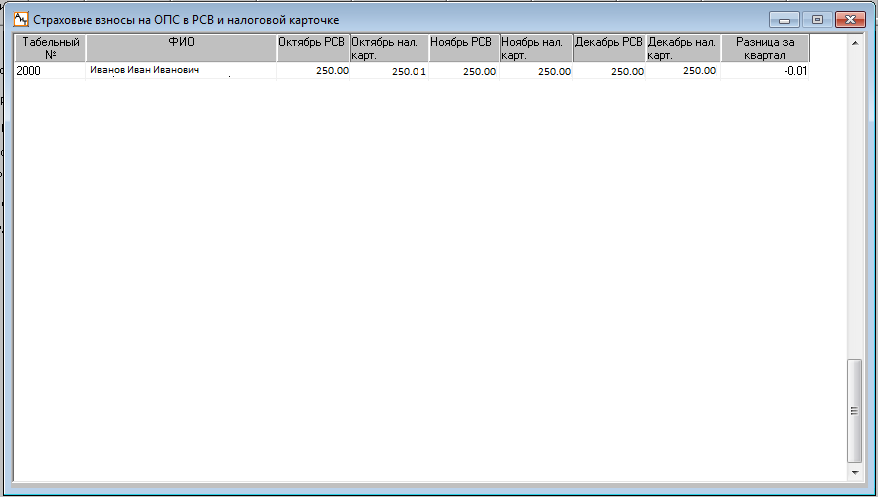 Страховые взносы на ОПС в РСВ и налоговой карточке
Табельный № ФИО Октябрь РСВ Октябрь нал. карт. Ноябрь РСВ Ноябрь нал. карт. Декабрь РСВ Декабрь нал. карт. Разница за квартал
2000 Иванов Иван Иванович 250.00 250.01 250.00 250.00 250.00 250.00 -0.01